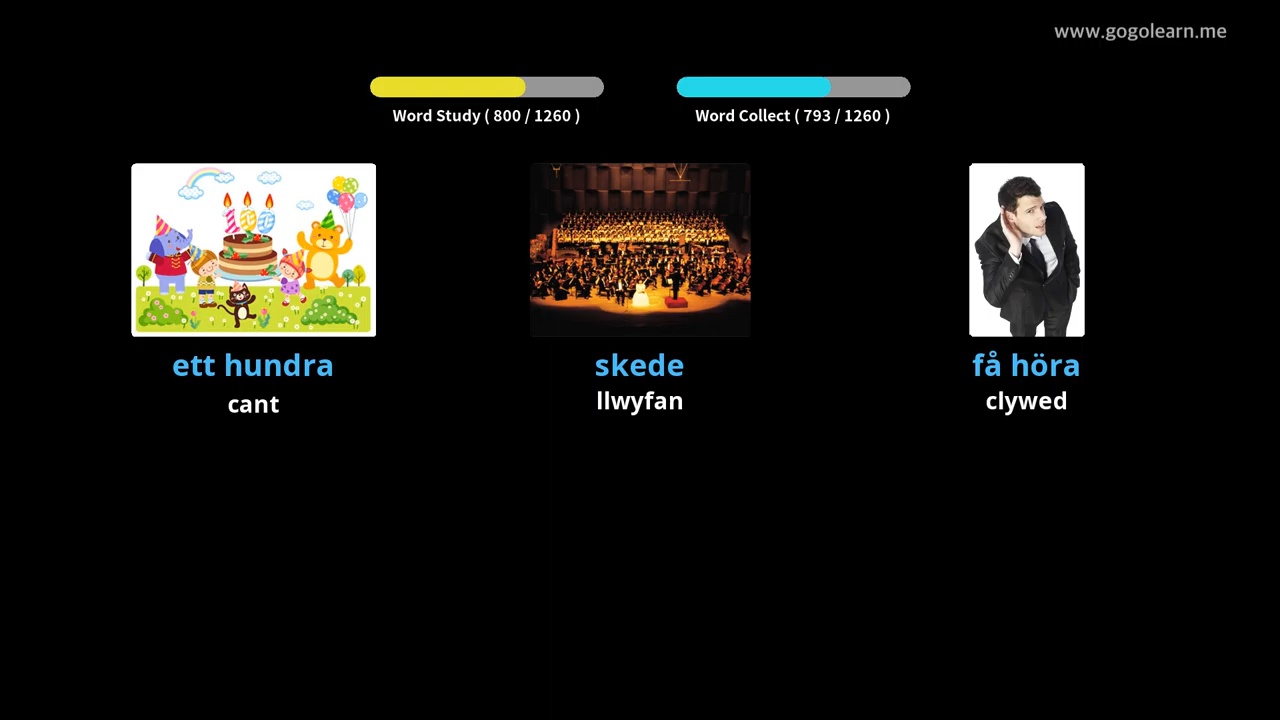 www.gogolearn.me
Word Study ( 800 / 1260 )
Word Collect ( 793 / 1260 )
100
ett hundra
cant
skede
llwyfan
få höra
clywed